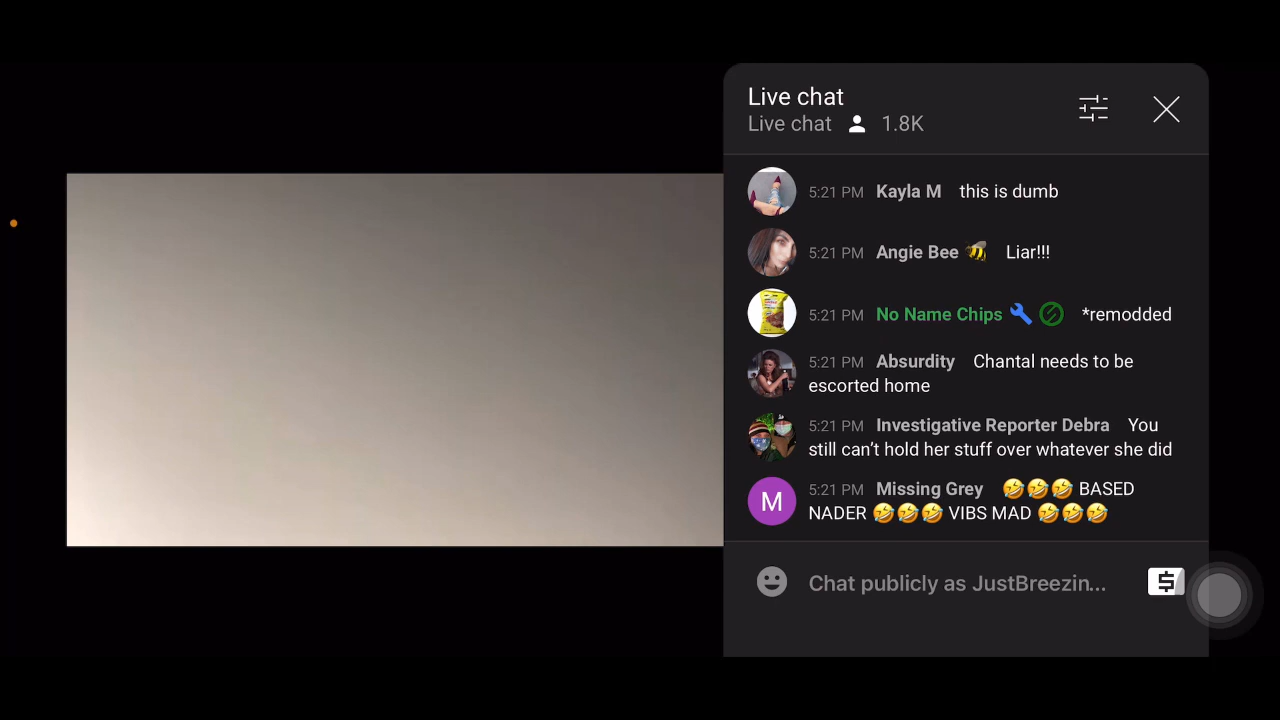 Live chat
Live chat 1.8K
5:21 PM Kayla M this is dumb
5:21 PM Angie Bee 🐝 Liar!!!
5:21 PM No Name Chips *remodded
5:21 PM Absurdity Chantal needs to be
escorted home
5:21 PM Investigative Reporter Debra You
still can't hold her stuff over whatever she did
M 5:21 PM Missing Grey 🤣🤣🤣 BASED
NADER 🤣🤣🤣 VIBS MAD 🤣🤣🤣
Chat publicly as JustBreezin...